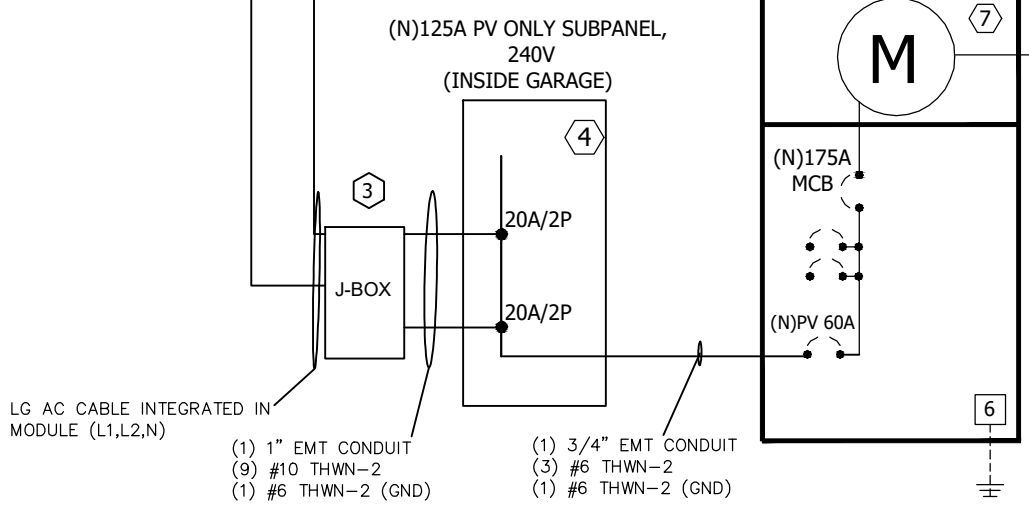 (N)125A PV ONLY SUBPANEL,
240V
(INSIDE GARAGE)
7
M
4
(N)175A
MCB
3
20A/2P
J-BOX
20A/2P
(N)PV 60A
LG AC CABLE INTEGRATED IN
MODULE (L1,L2,N)
(1) 1" EMT CONDUIT
(9) #10 THWN-2
(1) #6 THWN-2 (GND)
(1) 3/4" EMT CONDUIT
(3) #6 THWN-2
(1) #6 THWN-2 (GND)
6